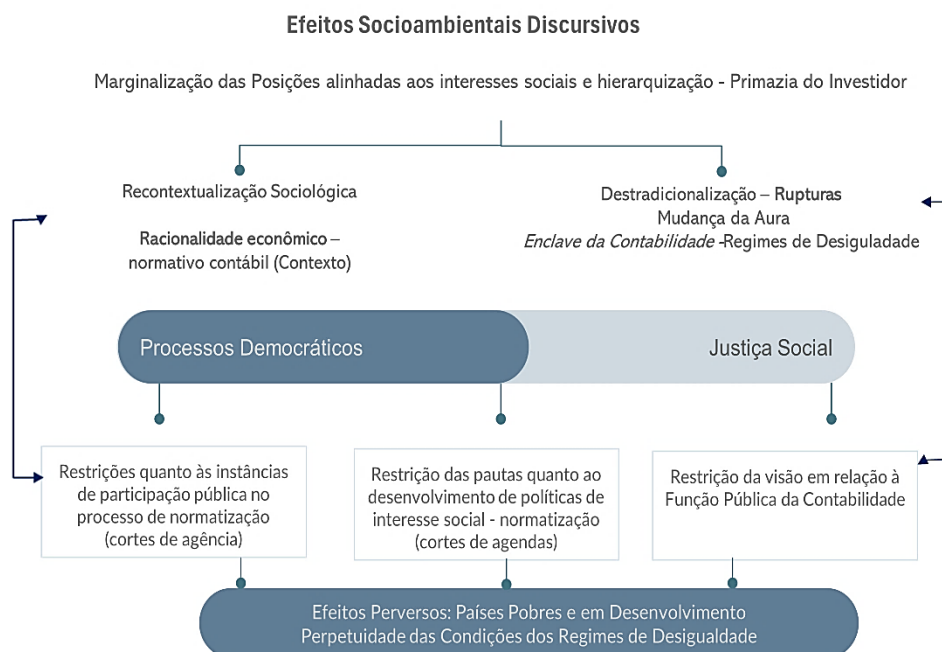 Efeitos Socioambientais Discursivos
Marginalização das Posições alinhadas aos interesses sociais e hierarquização - Primazia do Investidor
Recontextualização Sociológica
Racionalidade econômico –
normativo contábil (Contexto)
Destradicionalização – Rupturas
Mudança da Aura
Enclave da Contabilidade -Regimes de Desiguladade
Processos Democráticos
Justiça Social
Restrições quanto às instâncias
de participação pública no
processo de normatização
(cortes de agência)
Restrição das pautas quanto ao
desenvolvimento de políticas de
interesse social - normatização
(cortes de agendas)
Restrição da visão em relação à
Função Pública da Contabilidade
Efeitos Perversos: Países Pobres e em Desenvolvimento
Perpetuidade das Condições dos Regimes de Desigualdade